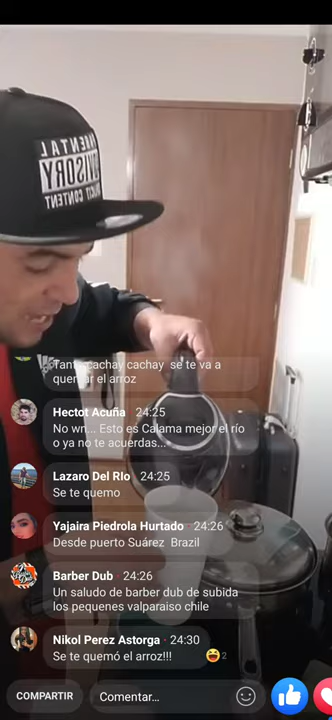 PARENTAL
ADVISORY
EXPLICIT CONTENT
Tanto cachay cachay se te va a
quemar el arroz
Hectot Acuña 24:25
No wn... Esto es Calama mejor el río
o ya no te acuerdas...
Lazaro Del RIo 24:25
Se te quemo
Yajaira Piedrola Hurtado · 24:26
Desde puerto Suárez Brazil
Barber Dub · 24:26
Un saludo de barber dub de subida
los pequenes valparaiso chile
Nikol Perez Astorga · 24:30
Se te quemó el arroz!!! 2
COMPARTIR
Comentar...